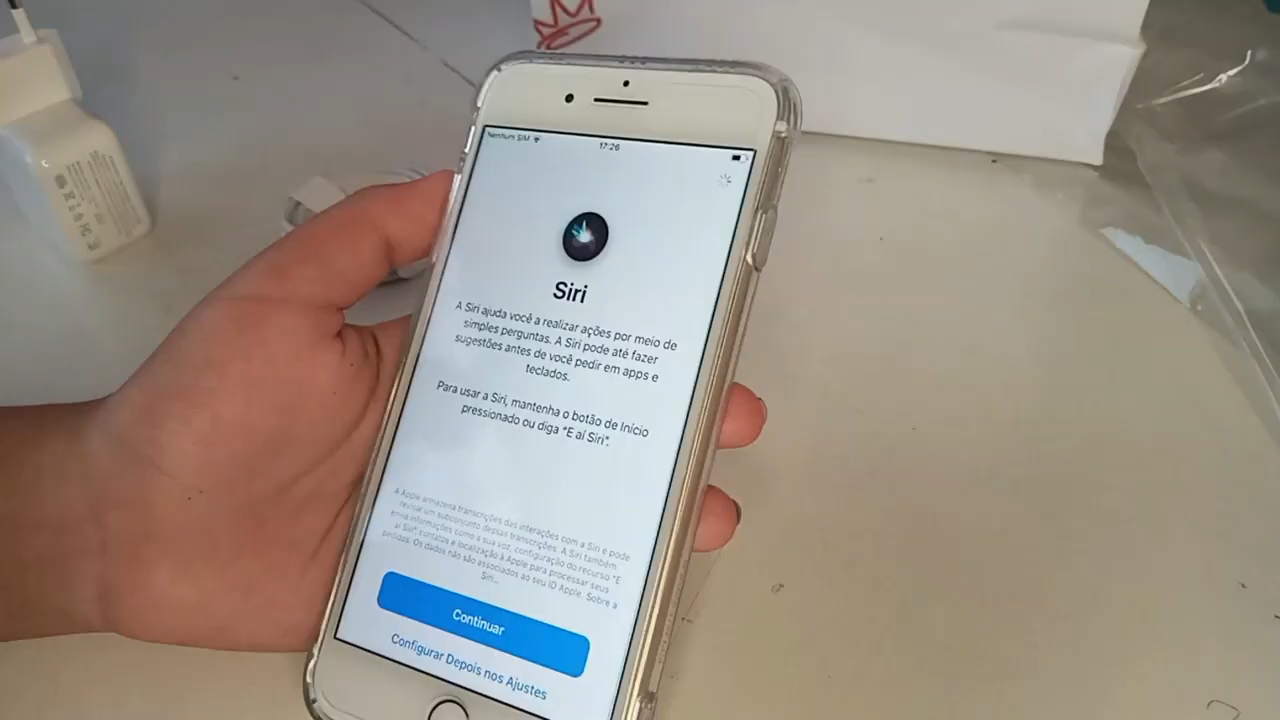 Nenhum SIM
17:26
Siri
A Siri ajuda você a realizar ações por meio de
simples perguntas. A Siri pode até fazer
sugestões antes de você pedir em apps e
teclados.
Para usar a Siri, mantenha o botão de Início
pressionado ou diga "E aí Siri".
A Apple armazena transcrições das interações com a Siri e pode
revisar um subconjunto dessas transcrições. A Siri também
envia informações como a sua voz, configuração do recurso "E
aí Siri", contatos e localização à Apple para processar seus
pedidos. Os dados não são associados ao seu ID Apple. Sobre a
Siri...
Continuar
Configurar Depois nos Ajustes